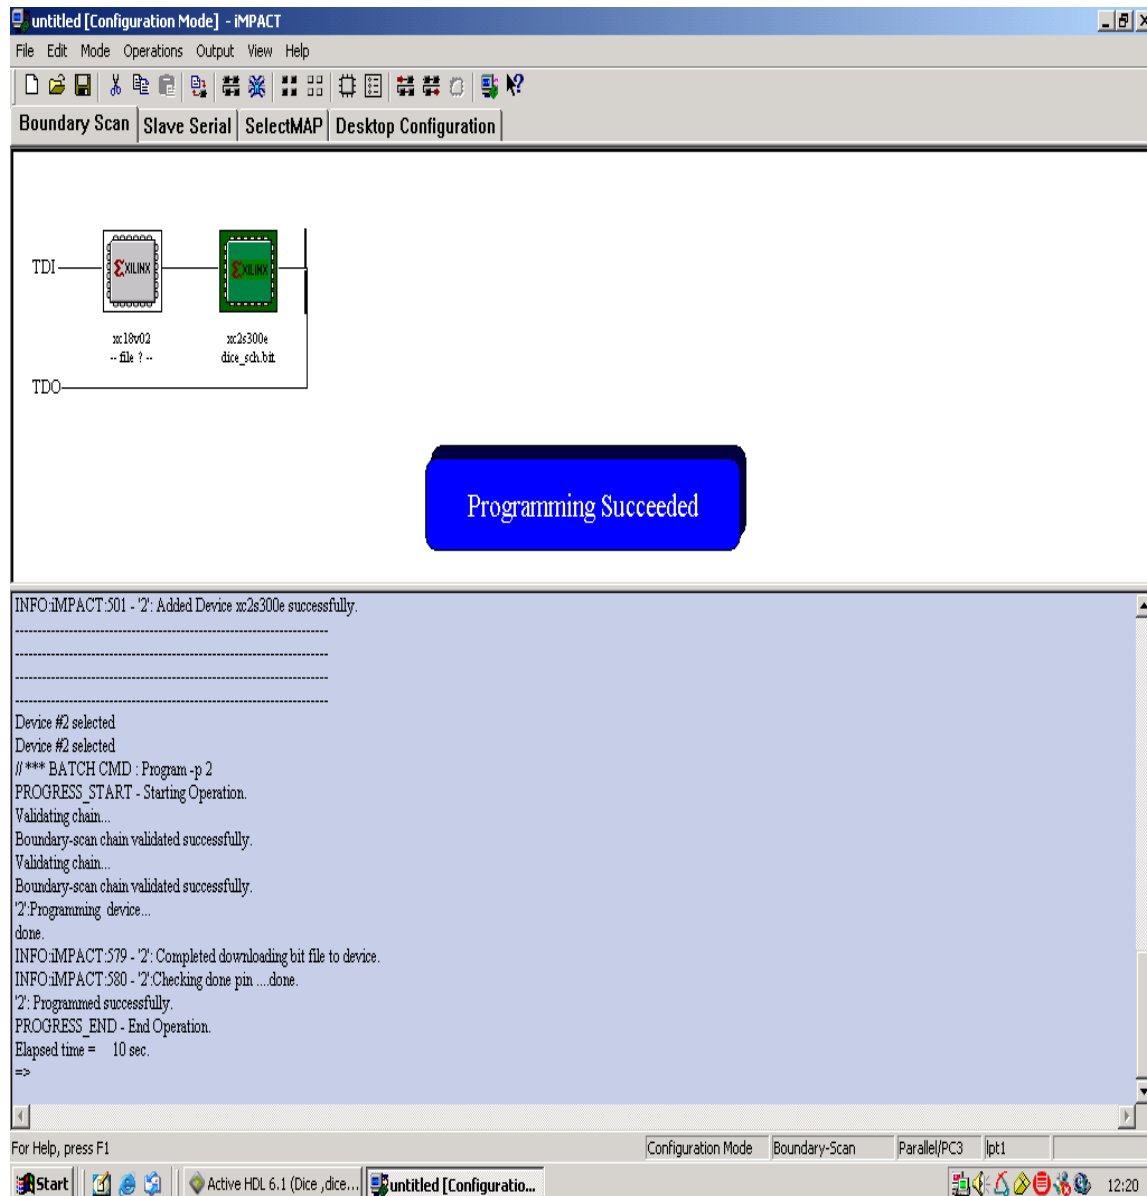 untitled [Configuration Mode] - iMPACT
File Edit Mode Operations Output View Help
Boundary Scan Slave Serial SelectMAP Desktop Configuration
TDI XILINX XILINX
xc18v02 xc2s300e
-- file ? -- dice_sch.bit
TDO
Programming Succeeded
INFO:iMPACT:501 - '2': Added Device xc2s300e successfully.
----------------------------------------------------------------------
----------------------------------------------------------------------
----------------------------------------------------------------------
----------------------------------------------------------------------
Device #2 selected
Device #2 selected
// *** BATCH CMD : Program -p 2
PROGRESS_START - Starting Operation.
Validating chain...
Boundary-scan chain validated successfully.
Validating chain...
Boundary-scan chain validated successfully.
'2':Programming device...
done.
INFO:iMPACT:579 - '2': Completed downloading bit file to device.
INFO:iMPACT:580 - '2':Checking done pin ....done.
'2': Programmed successfully.
PROGRESS_END - End Operation.
Elapsed time = 10 sec.
=>
For Help, press F1 Configuration Mode Boundary-Scan Parallel/PC3 lpt1
Start Active HDL 6.1 (Dice ,dice... untitled [Configuratio... 12:20